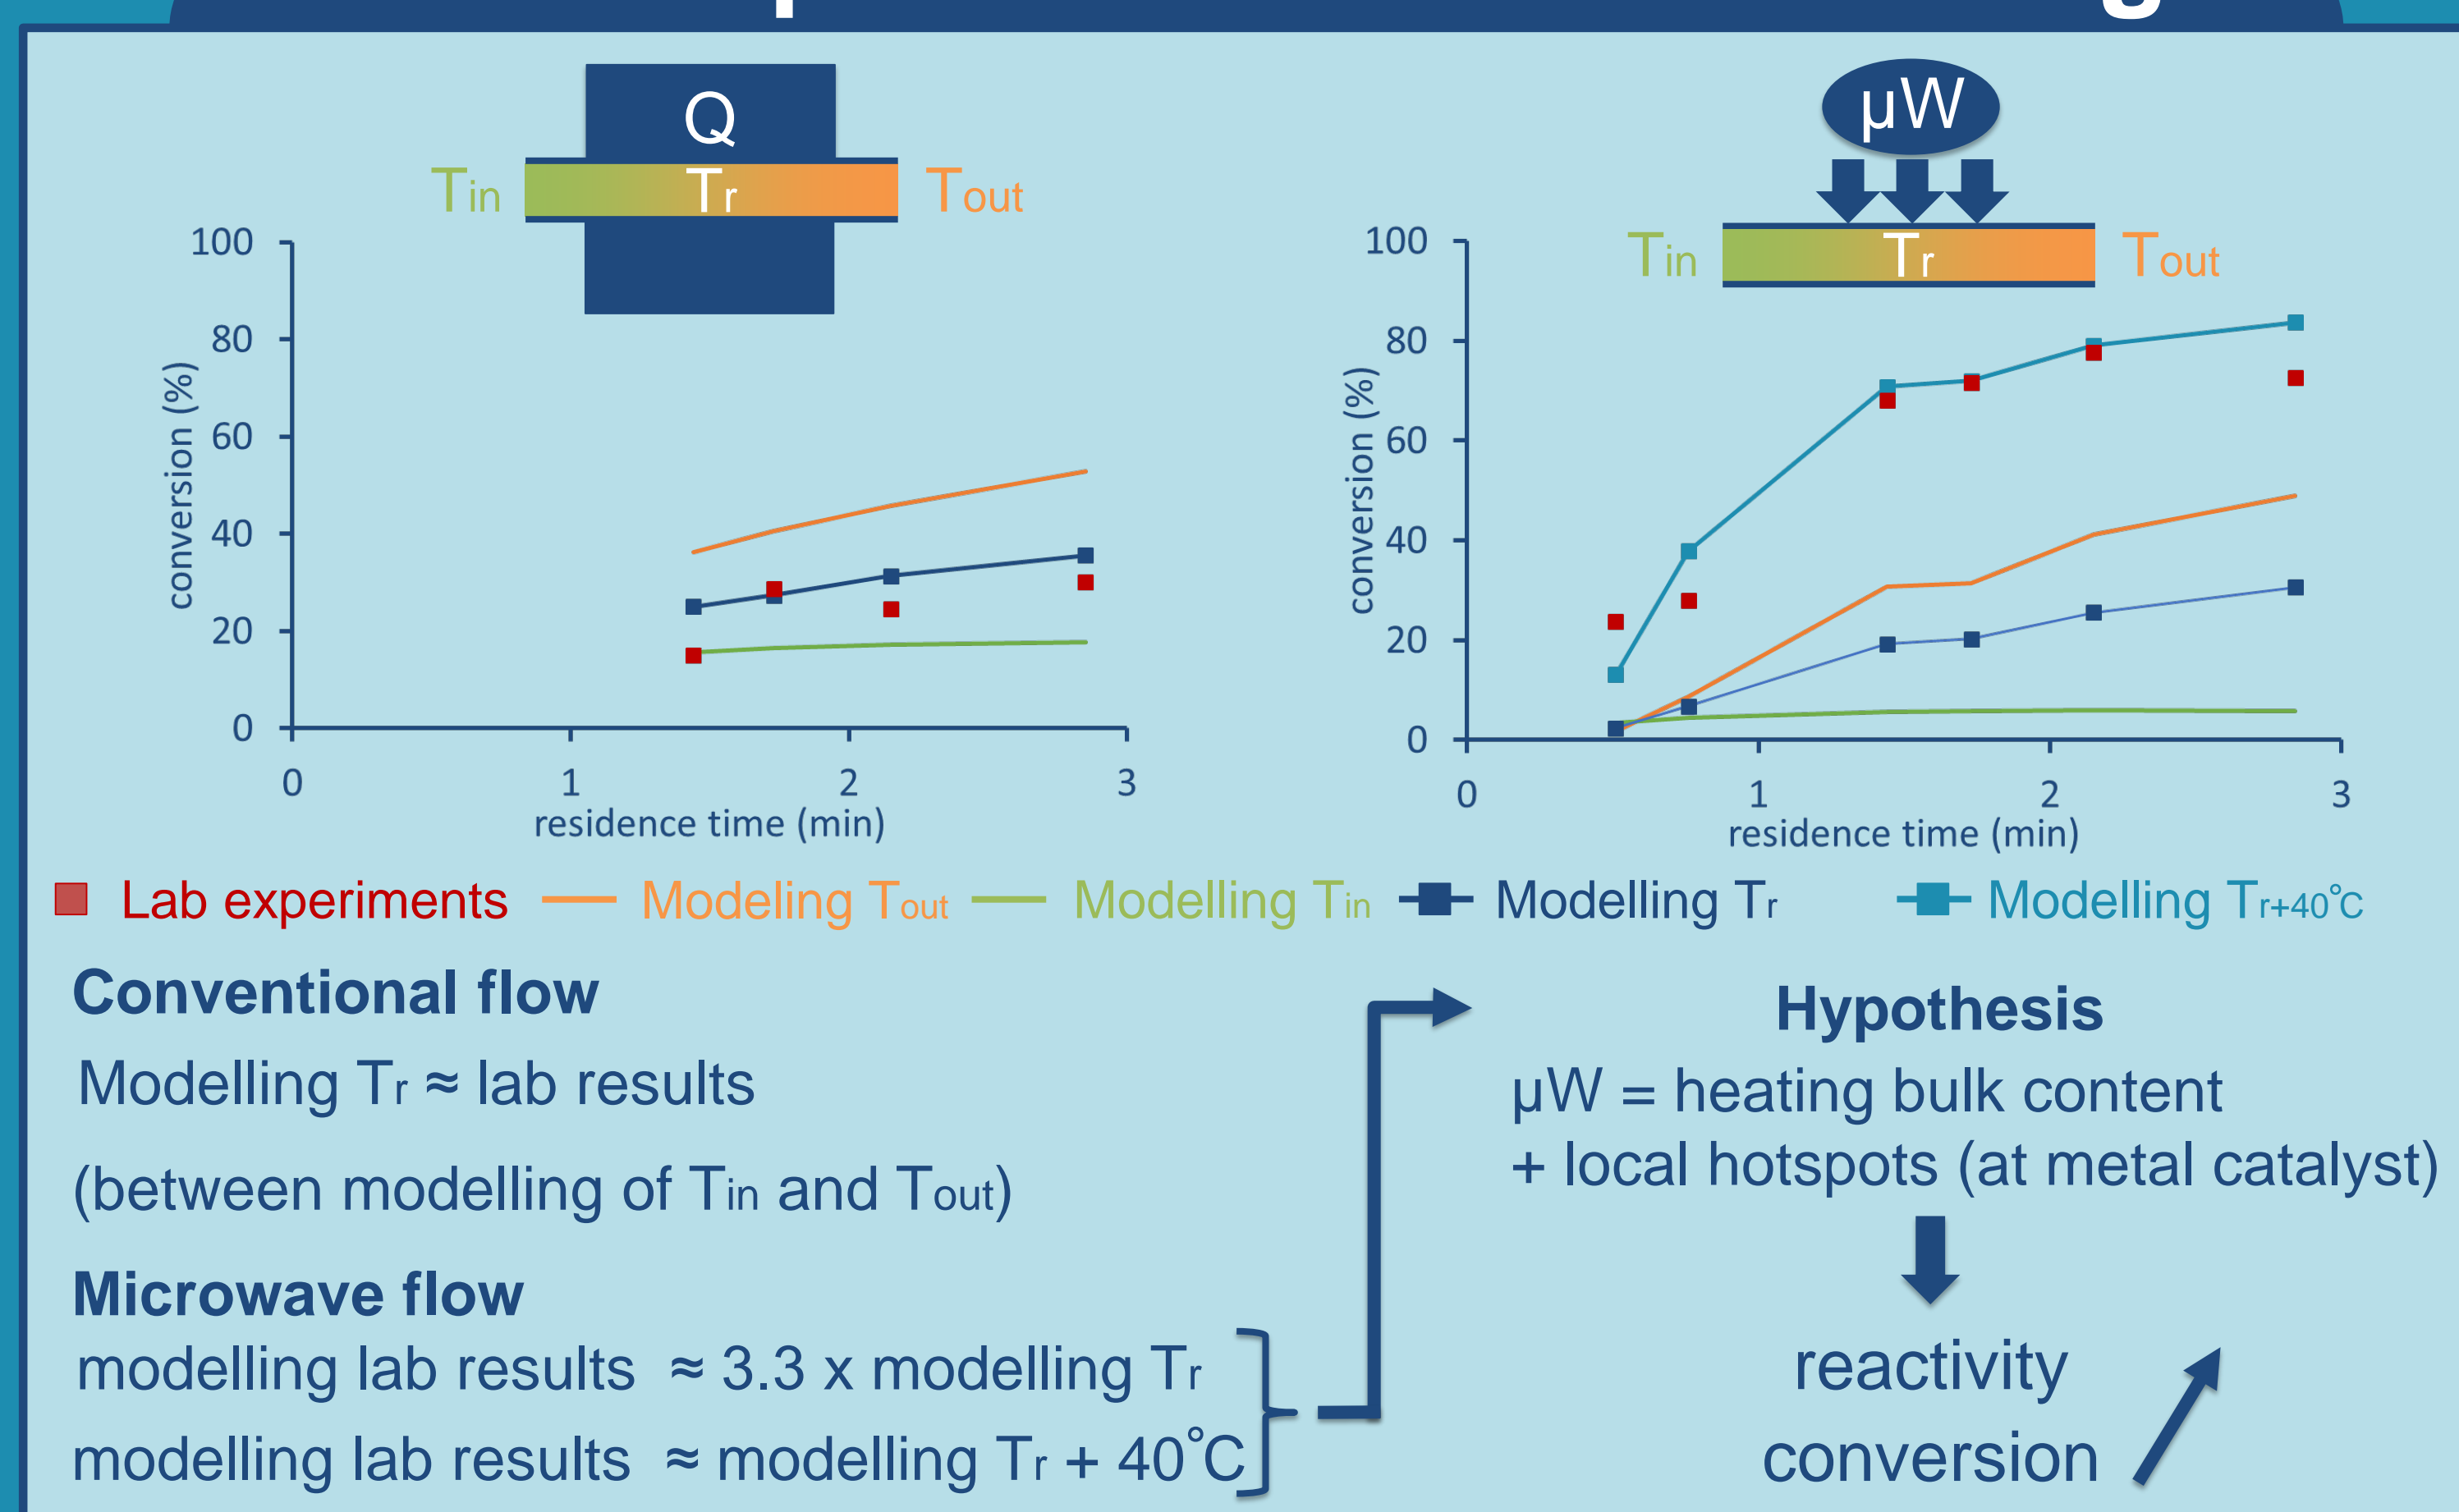 Q
Tin Tr Tout
100
80
60
40
20
0
conversion (%)
0 1 2 3
residence time (min)
µW
Tin Tr Tout
100
80
60
40
20
0
conversion (%)
0 1 2 3
residence time (min)
Lab experiments Modeling Tout Modelling Tin Modelling Tr Modelling Tr+40°C
Conventional flow
Modelling Tr ≈ lab results
(between modelling of Tin and Tout)
Microwave flow
modelling lab results ≈ 3.3 x modelling Tr
modelling lab results ≈ modelling Tr + 40°C
Hypothesis
µW = heating bulk content
+ local hotspots (at metal catalyst)
reactivity
conversion